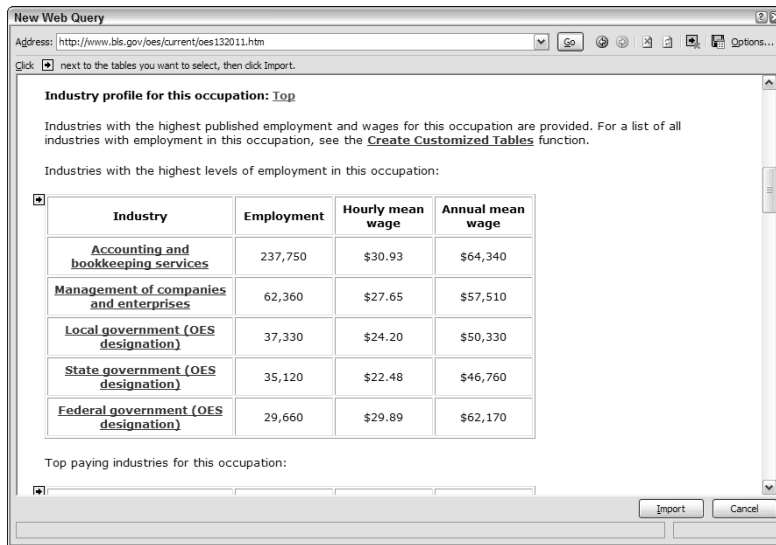 New Web Query
Address: http://www.bls.gov/oes/current/oes132011.htm Go Options...
Click next to the tables you want to select, then click Import.
Industry profile for this occupation: Top
Industries with the highest published employment and wages for this occupation are provided. For a list of all
industries with employment in this occupation, see the Create Customized Tables function.
Industries with the highest levels of employment in this occupation:
Industry Employment Hourly mean wage Annual mean wage
Accounting and bookkeeping services 237,750 $30.93 $64,340
Management of companies and enterprises 62,360 $27.65 $57,510
Local government (OES designation) 37,330 $24.20 $50,330
State government (OES designation) 35,120 $22.48 $46,760
Federal government (OES designation) 29,660 $29.89 $62,170
Top paying industries for this occupation:
Import Cancel